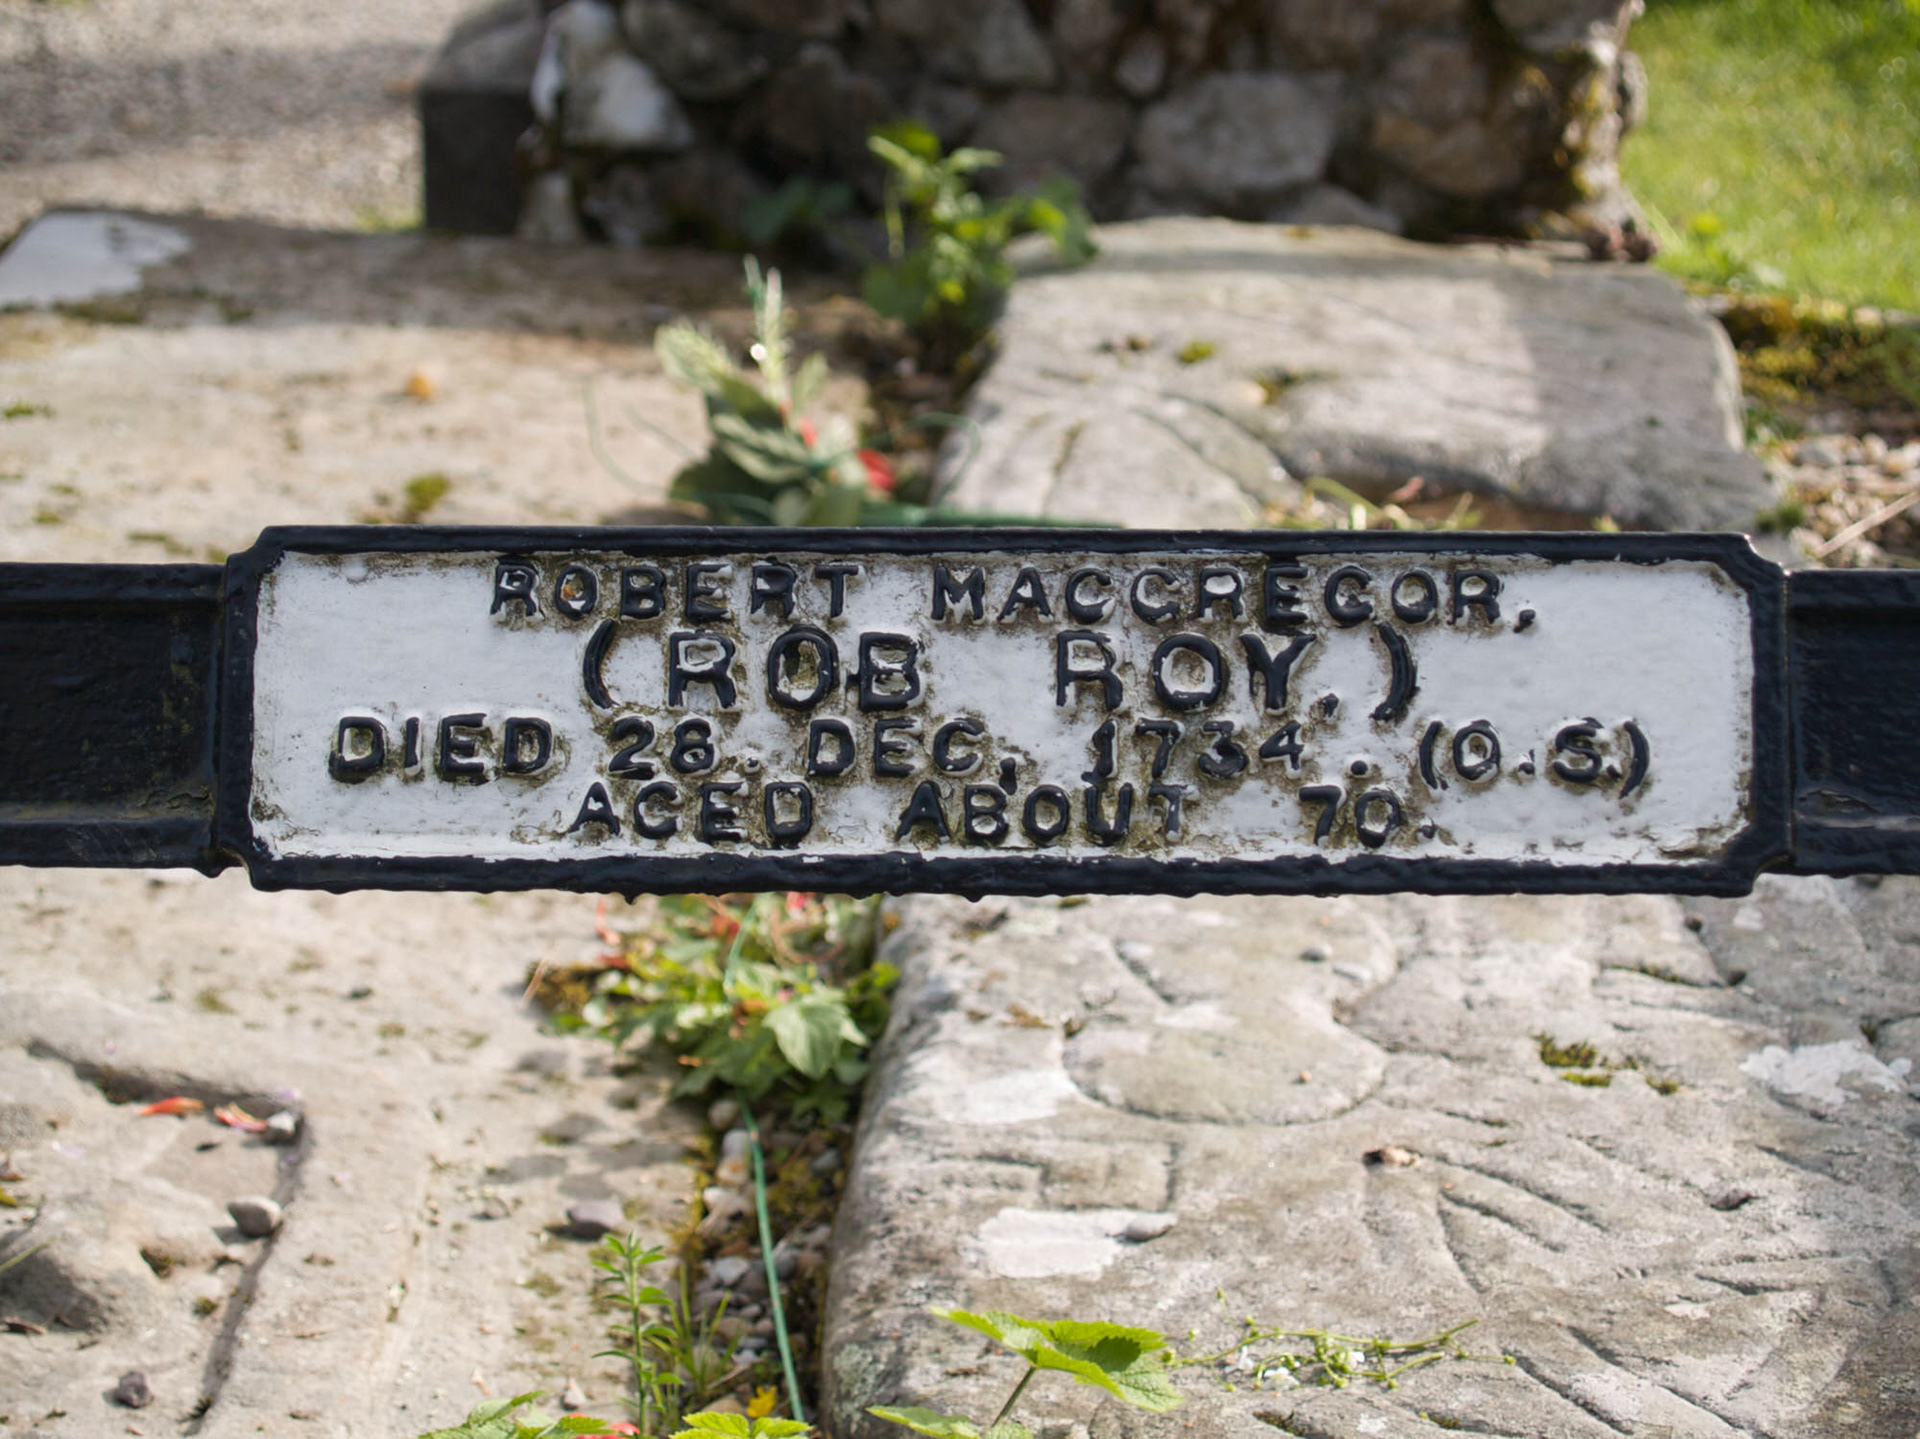 ROBERT MACGREGOR,
(ROB ROY,)
DIED 28. DEC, 1734. (O.S.)
AGED ABOUT 70.